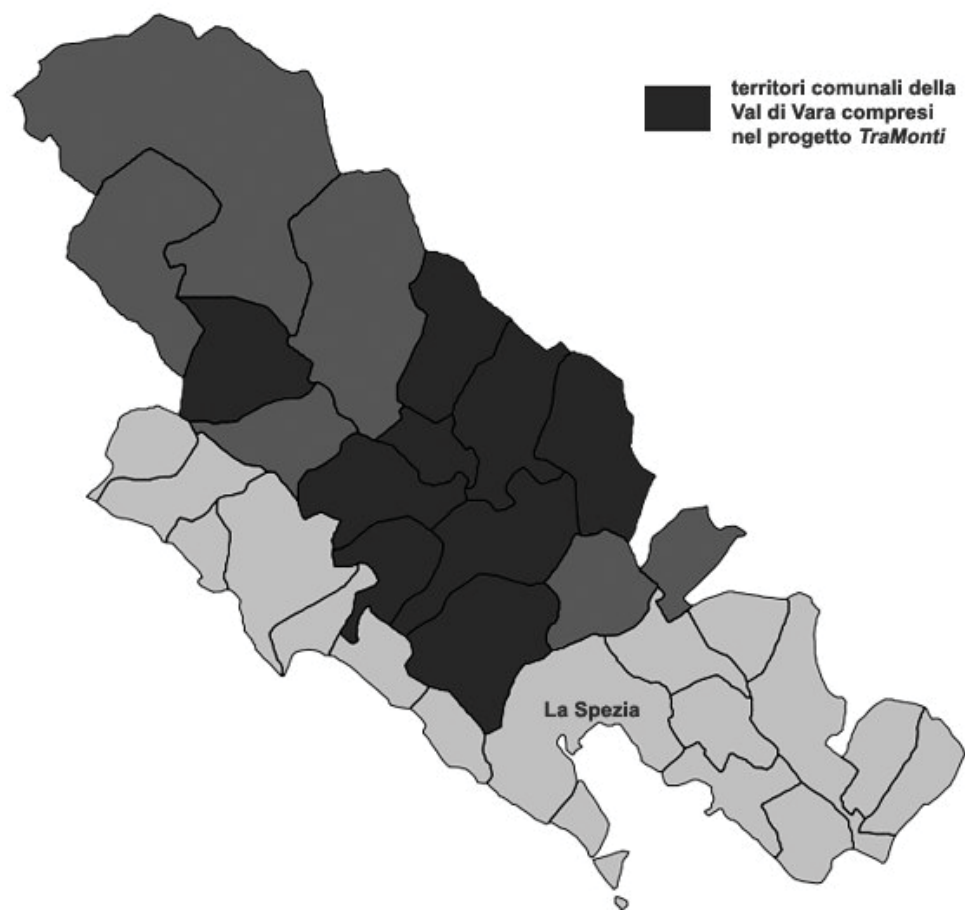 territori comunali della
Val di Vara compresi
nel progetto TraMonti
La Spezia